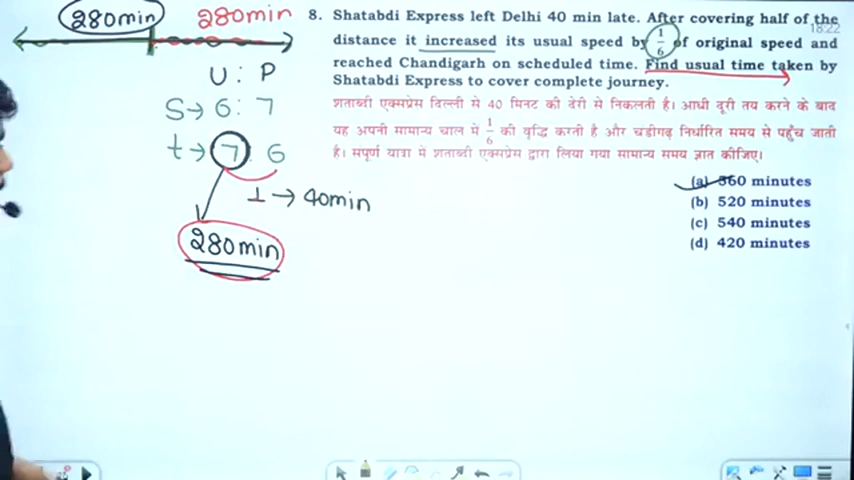 280min
280min
U : P
S→ 6 : 7
t→ 7 6
1 → 40min
280min
8. Shatabdi Express left Delhi 40 min late. After covering half of the
18:22
distance it increased its usual speed by 1/6 of original speed and
reached Chandigarh on scheduled time. Find usual time taken by
Shatabdi Express to cover complete journey.
शताब्दी एक्सप्रेस दिल्ली से 40 मिनट की देरी से निकलती है। आधी दूरी तय करने के बाद
यह अपनी सामान्य चाल में 1/6 की वृद्धि करती है और चंडीगढ़ निर्धारित समय से पहुँच जाती
है। सपूर्ण यात्रा में शताब्दी एक्सप्रेस द्वारा लिया गया सामान्य समय ज्ञात कीजिए।
(a) 560 minutes
(b) 520 minutes
(c) 540 minutes
(d) 420 minutes